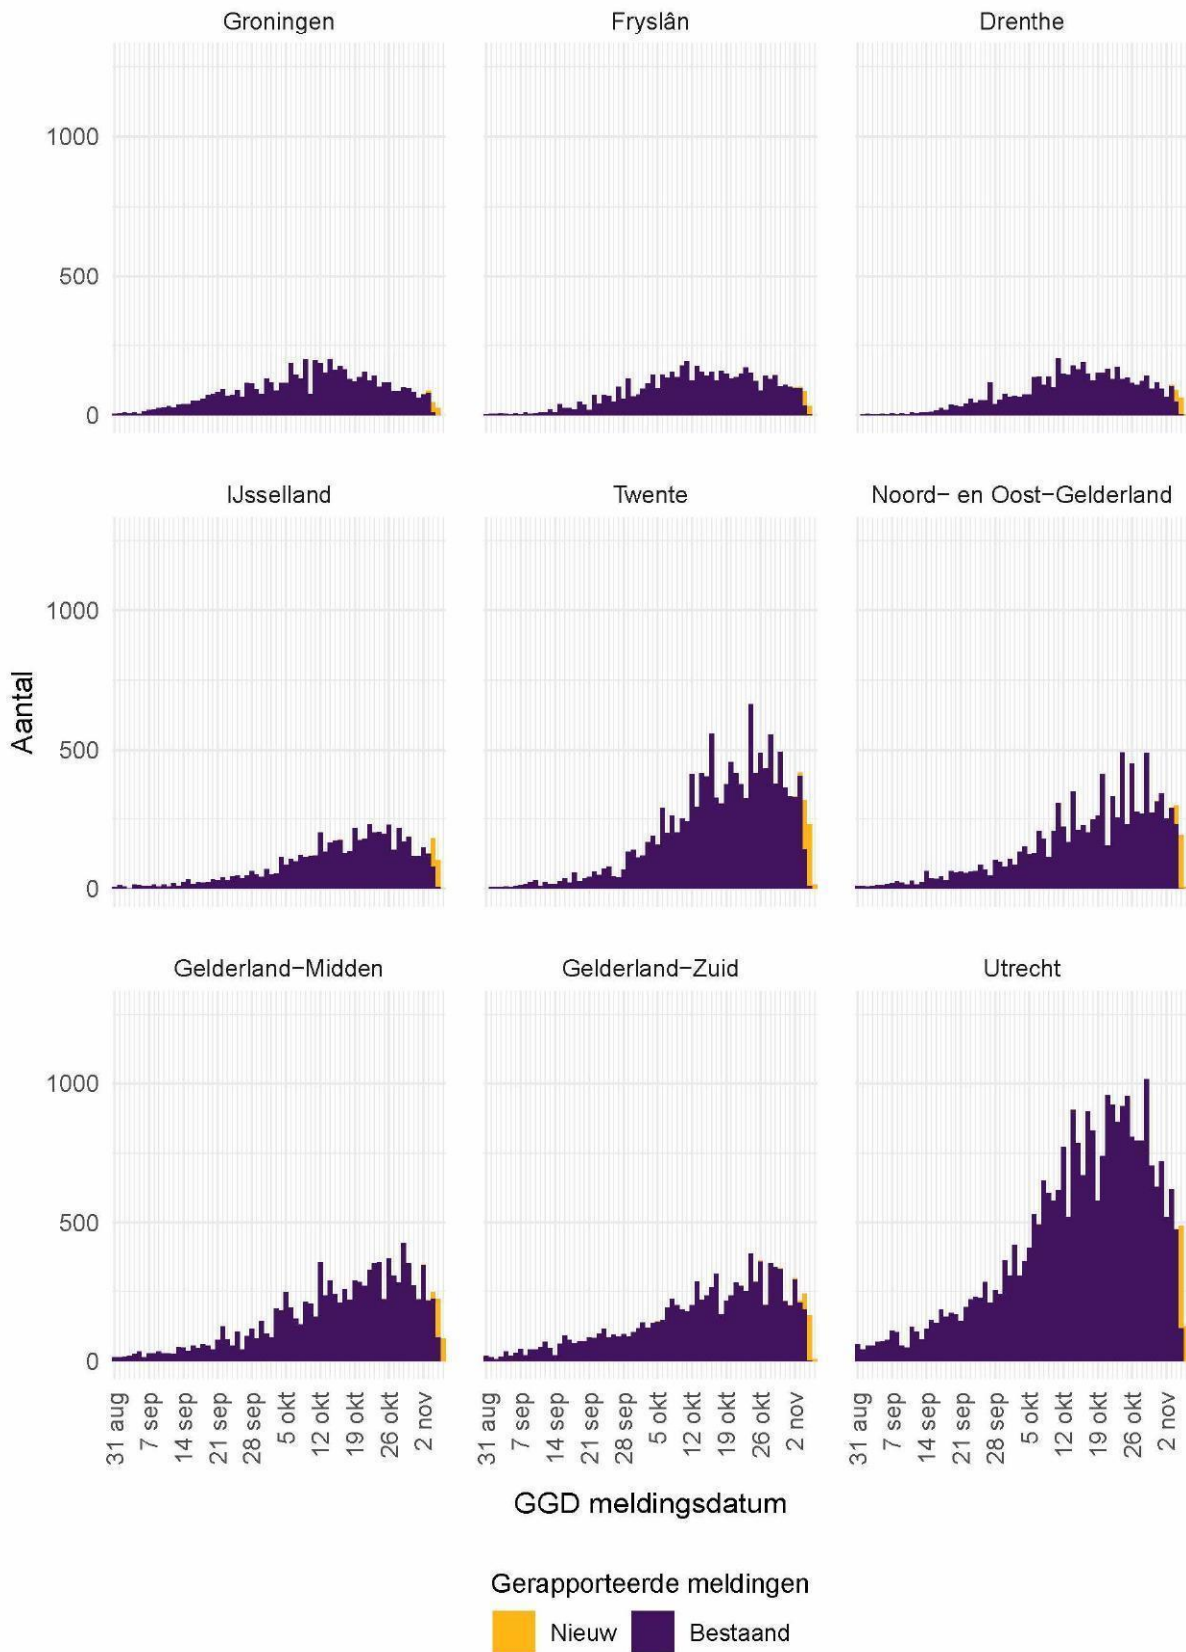 Groningen
Fryslân
Drenthe
1000
500
0
IJsselland
Twente
Noord− en Oost−Gelderland
1000
500
0
Aantal
Gelderland−Midden
Gelderland−Zuid
Utrecht
1000
500
0
31 aug
7 sep
14 sep
21 sep
28 sep
5 okt
12 okt
19 okt
26 okt
2 nov
31 aug
7 sep
14 sep
21 sep
28 sep
5 okt
12 okt
19 okt
26 okt
2 nov
31 aug
7 sep
14 sep
21 sep
28 sep
5 okt
12 okt
19 okt
26 okt
2 nov
GGD meldingsdatum
Gerapporteerde meldingen
Nieuw
Bestaand